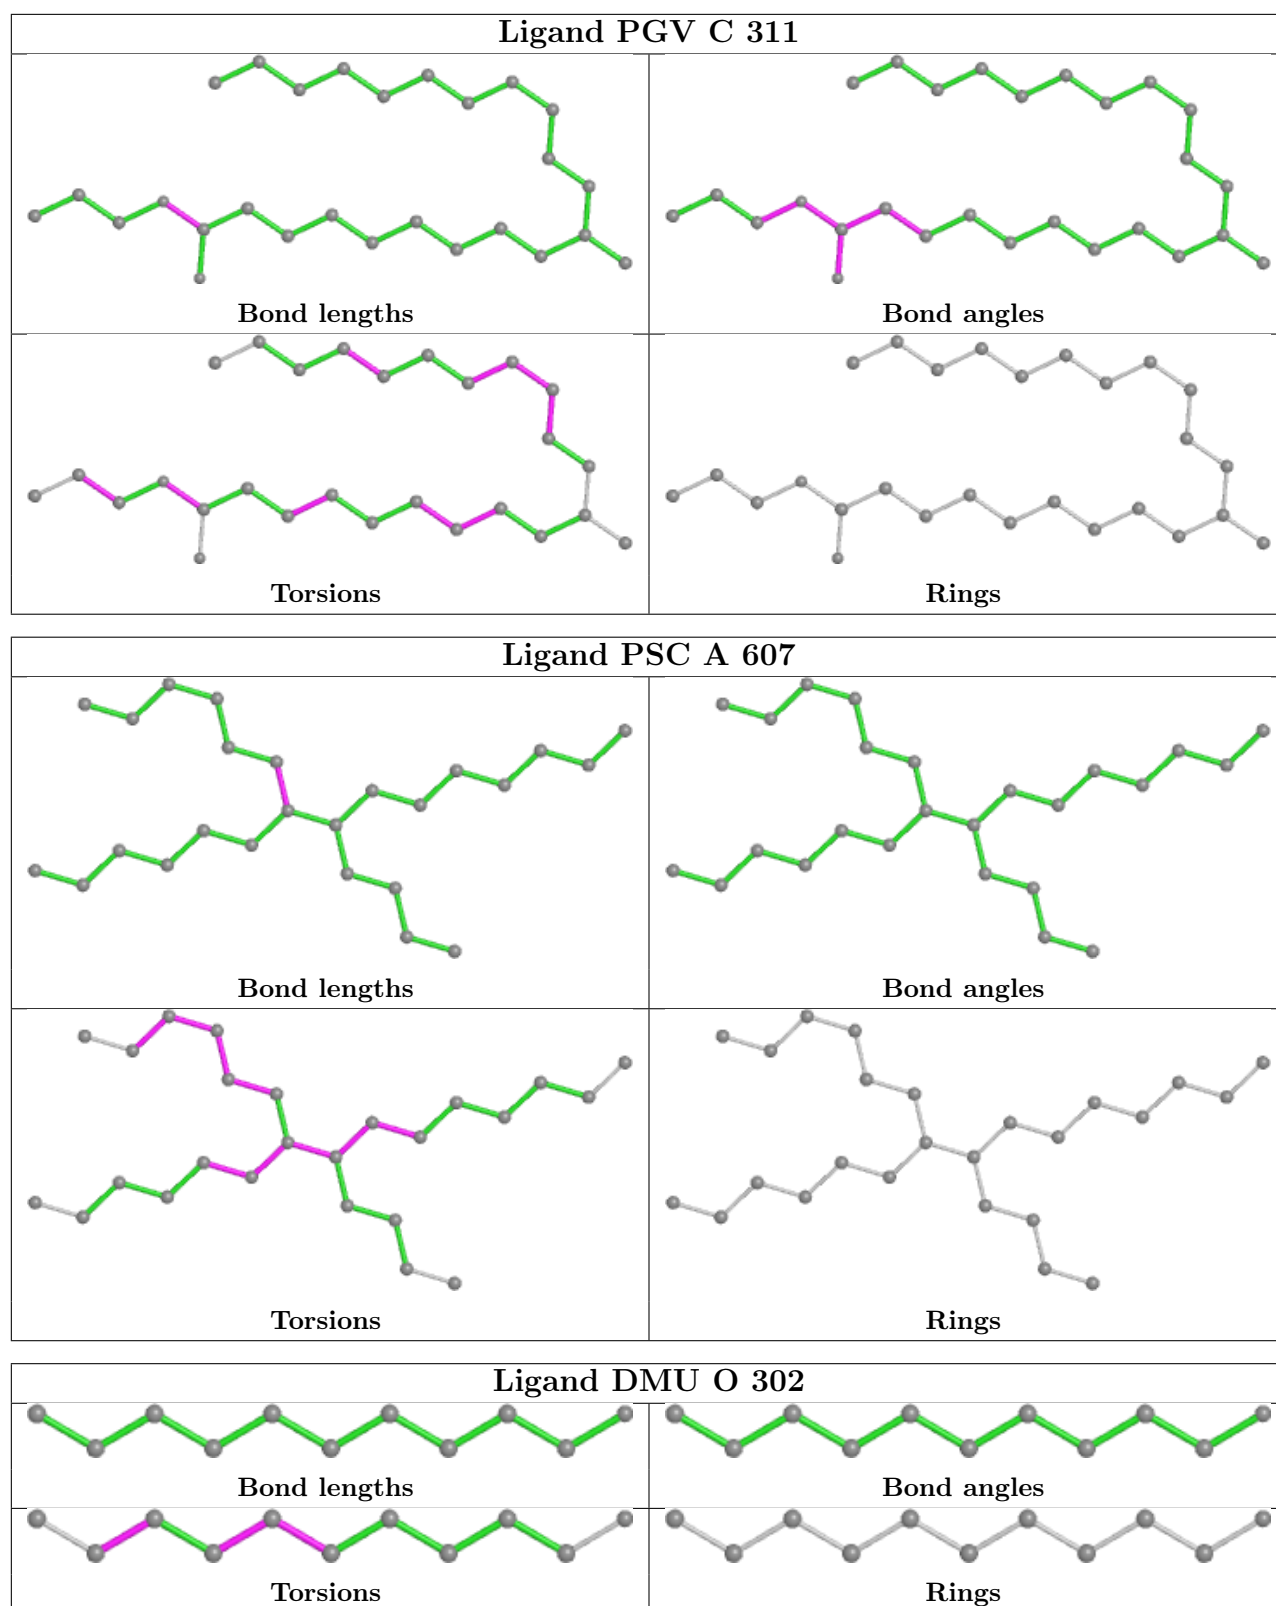 Ligand PGV C 311
Bond lengths
Bond angles
Torsions
Rings
Ligand PSC A 607
Bond lengths
Bond angles
Torsions
Rings
Ligand DMU O 302
Bond lengths
Bond angles
Torsions
Rings